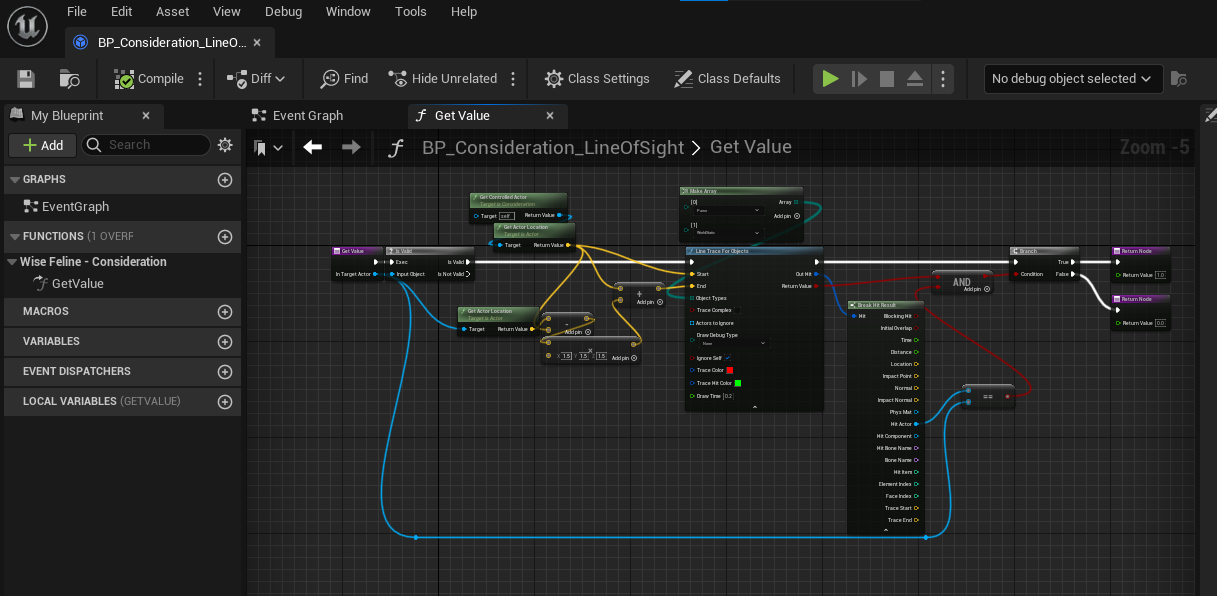 File Edit Asset View Debug Window Tools Help
BP_Consideration_LineO...
Compile Diff Find Hide Unrelated Class Settings Class Defaults No debug object selected
My Blueprint Event Graph Get Value
Add Search
BP_Consideration_LineOfSight > Get Value Zoom -5
GRAPHS
EventGraph
FUNCTIONS (1 OVERF
Wise Feline - Consideration
GetValue
MACROS
VARIABLES
EVENT DISPATCHERS
LOCAL VARIABLES (GETVALUE)
Get Controlled Actor
Target is Consideration
Target self Return Value
Get Actor Location
Target is Actor
Target Return Value
Make Array
[0] Array
Pawn Add pin
[1]
WorldStatic
Get Value
In Target Actor
Is Valid
Exec Is Valid
Input Object Is Not Valid
Get Actor Location
Target is Actor
Target Return Value
-
Add pin
X 1.5 Y 1.5 Z 1.5 Add pin
+
Add pin
Line Trace For Objects
Start Out Hit
End Return Value
Object Types
Trace Complex
Actors to Ignore
Draw Debug Type
None
Ignore Self
Trace Color
Trace Hit Color
Draw Time 0.2
Break Hit Result
Hit Blocking Hit
Initial Overlap
Time
Distance
Location
Impact Point
Normal
Impact Normal
Phys Mat
Hit Actor
Hit Component
Hit Bone Name
Bone Name
Hit Item
Element Index
Face Index
Trace Start
Trace End
AND
Add pin
==
Branch
True
Condition False
Return Node
Return Value 1.0
Return Node
Return Value 0.0